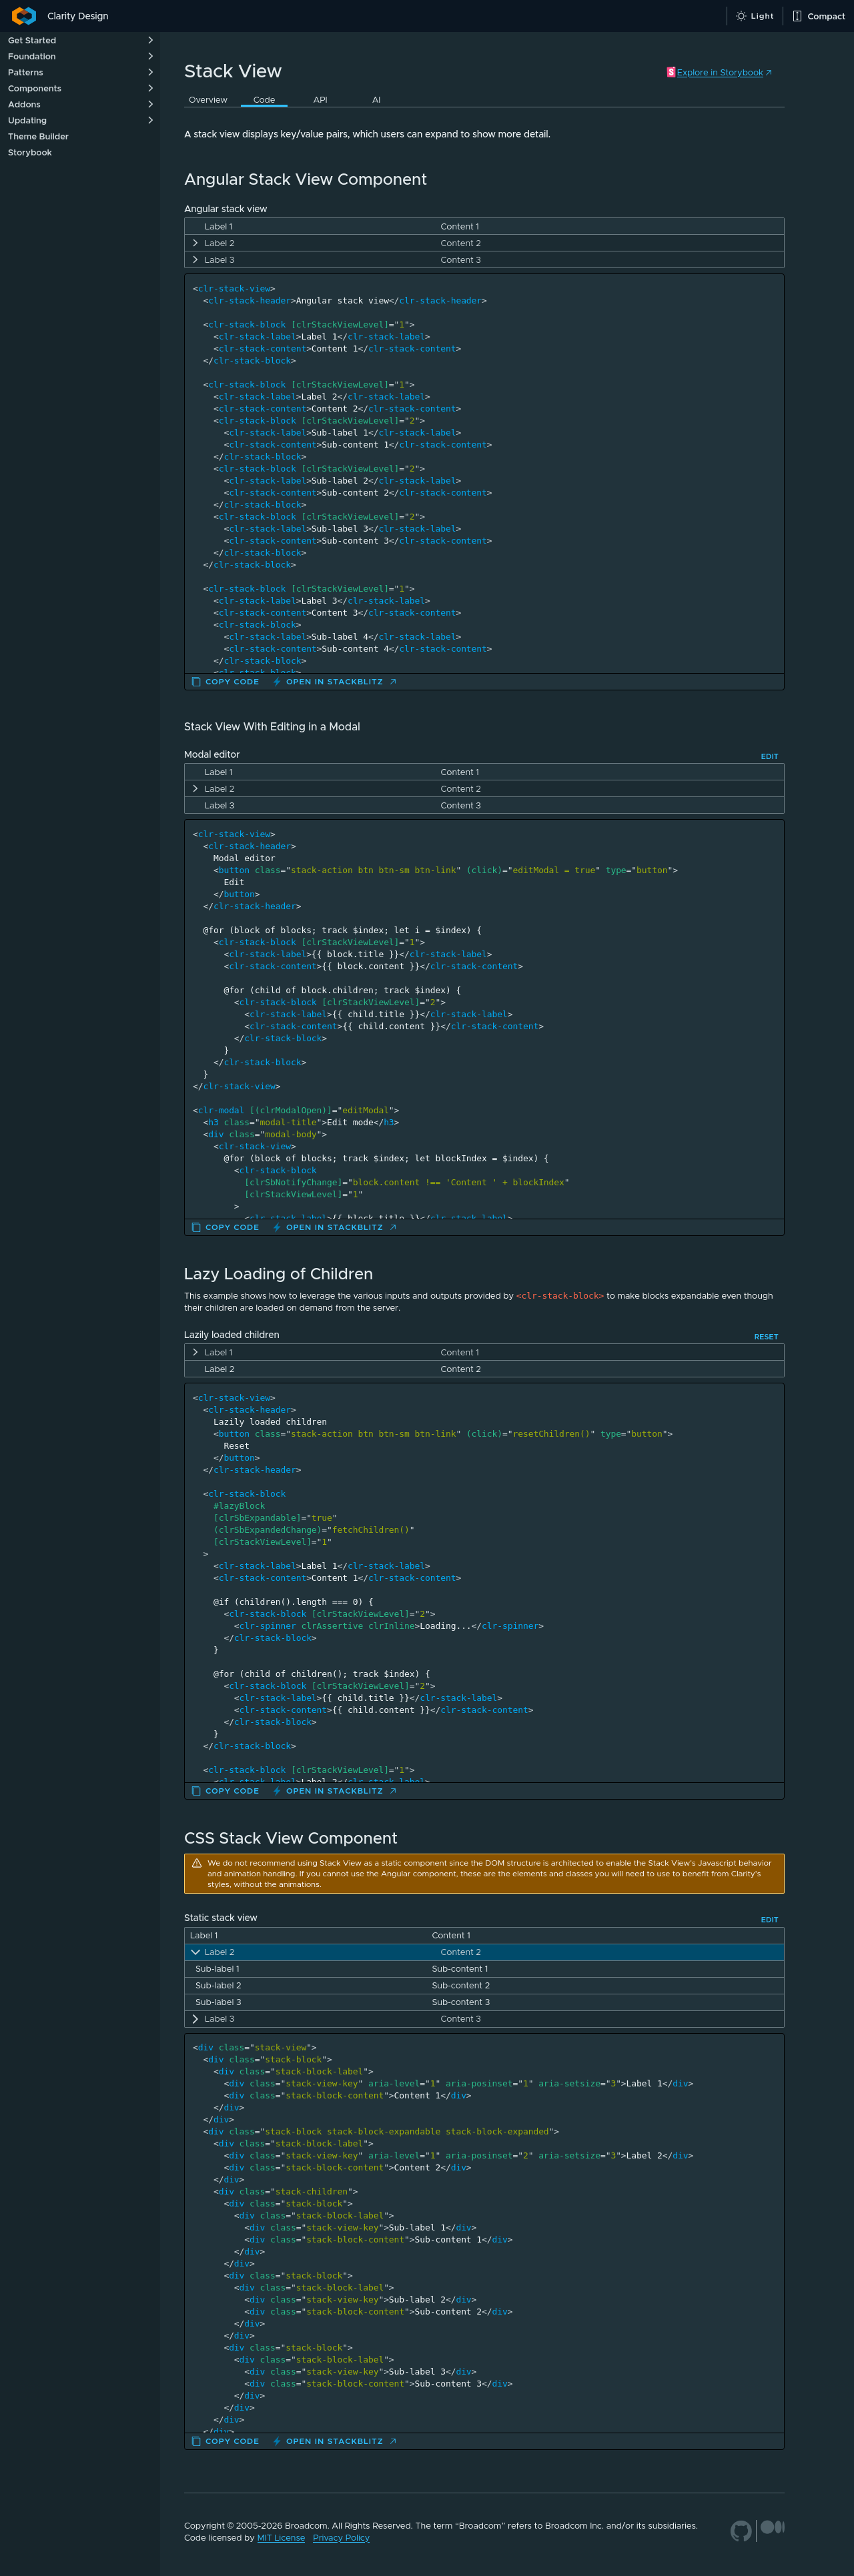 Clarity Design
Light
Compact
Get Started
Foundation
Patterns
Components
Addons
Updating
Theme Builder
Storybook
Stack View
Explore in Storybook
Overview Code API AI
A stack view displays key/value pairs, which users can expand to show more detail.
Angular Stack View Component
Angular stack view
Label 1 Content 1
Label 2 Content 2
Label 3 Content 3
<clr-stack-view>
  <clr-stack-header>Angular stack view</clr-stack-header>
  <clr-stack-block [clrStackViewLevel]="1">
    <clr-stack-label>Label 1</clr-stack-label>
    <clr-stack-content>Content 1</clr-stack-content>
  </clr-stack-block>
  <clr-stack-block [clrStackViewLevel]="1">
    <clr-stack-label>Label 2</clr-stack-label>
    <clr-stack-content>Content 2</clr-stack-content>
    <clr-stack-block [clrStackViewLevel]="2">
      <clr-stack-label>Sub-label 1</clr-stack-label>
      <clr-stack-content>Sub-content 1</clr-stack-content>
    </clr-stack-block>
    <clr-stack-block [clrStackViewLevel]="2">
      <clr-stack-label>Sub-label 2</clr-stack-label>
      <clr-stack-content>Sub-content 2</clr-stack-content>
    </clr-stack-block>
    <clr-stack-block [clrStackViewLevel]="2">
      <clr-stack-label>Sub-label 3</clr-stack-label>
      <clr-stack-content>Sub-content 3</clr-stack-content>
    </clr-stack-block>
  </clr-stack-block>
  <clr-stack-block [clrStackViewLevel]="1">
    <clr-stack-label>Label 3</clr-stack-label>
    <clr-stack-content>Content 3</clr-stack-content>
    <clr-stack-block>
      <clr-stack-label>Sub-label 4</clr-stack-label>
      <clr-stack-content>Sub-content 4</clr-stack-content>
    </clr-stack-block>
    <clr-stack-block>
COPY CODE OPEN IN STACKBLITZ
Stack View With Editing in a Modal
Modal editor EDIT
Label 1 Content 1
Label 2 Content 2
Label 3 Content 3
<clr-stack-view>
  <clr-stack-header>
    Modal editor
    <button class="stack-action btn btn-sm btn-link" (click)="editModal = true" type="button">
      Edit
    </button>
  </clr-stack-header>
  @for (block of blocks; track $index; let i = $index) {
    <clr-stack-block [clrStackViewLevel]="1">
      <clr-stack-label>{{ block.title }}</clr-stack-label>
      <clr-stack-content>{{ block.content }}</clr-stack-content>
      @for (child of block.children; track $index) {
        <clr-stack-block [clrStackViewLevel]="2">
          <clr-stack-label>{{ child.title }}</clr-stack-label>
          <clr-stack-content>{{ child.content }}</clr-stack-content>
        </clr-stack-block>
      }
    </clr-stack-block>
  }
</clr-stack-view>
<clr-modal [(clrModalOpen)]="editModal">
  <h3 class="modal-title">Edit mode</h3>
  <div class="modal-body">
    <clr-stack-view>
      @for (block of blocks; track $index; let blockIndex = $index) {
        <clr-stack-block
          [clrSbNotifyChange]="block.content !== 'Content ' + blockIndex"
          [clrStackViewLevel]="1"
        >
          <clr-stack-label>{{ block.title }}</clr-stack-label>
COPY CODE OPEN IN STACKBLITZ
Lazy Loading of Children
This example shows how to leverage the various inputs and outputs provided by <clr-stack-block> to make blocks expandable even though
their children are loaded on demand from the server.
Lazily loaded children RESET
Label 1 Content 1
Label 2 Content 2
<clr-stack-view>
  <clr-stack-header>
    Lazily loaded children
    <button class="stack-action btn btn-sm btn-link" (click)="resetChildren()" type="button">
      Reset
    </button>
  </clr-stack-header>
  <clr-stack-block
    #lazyBlock
    [clrSbExpandable]="true"
    (clrSbExpandedChange)="fetchChildren()"
    [clrStackViewLevel]="1"
  >
    <clr-stack-label>Label 1</clr-stack-label>
    <clr-stack-content>Content 1</clr-stack-content>
    @if (children().length === 0) {
      <clr-stack-block [clrStackViewLevel]="2">
        <clr-spinner clrAssertive clrInline>Loading...</clr-spinner>
      </clr-stack-block>
    }
    @for (child of children(); track $index) {
      <clr-stack-block [clrStackViewLevel]="2">
        <clr-stack-label>{{ child.title }}</clr-stack-label>
        <clr-stack-content>{{ child.content }}</clr-stack-content>
      </clr-stack-block>
    }
  </clr-stack-block>
  <clr-stack-block [clrStackViewLevel]="1">
    <clr-stack-label>Label 2</clr-stack-label>
COPY CODE OPEN IN STACKBLITZ
CSS Stack View Component
We do not recommend using Stack View as a static component since the DOM structure is architected to enable the Stack View's Javascript behavior
and animation handling. If you cannot use the Angular component, these are the elements and classes you will need to use to benefit from Clarity's
styles, without the animations.
Static stack view EDIT
Label 1 Content 1
Label 2 Content 2
Sub-label 1 Sub-content 1
Sub-label 2 Sub-content 2
Sub-label 3 Sub-content 3
Label 3 Content 3
<div class="stack-view">
  <div class="stack-block">
    <div class="stack-block-label">
      <div class="stack-view-key" aria-level="1" aria-posinset="1" aria-setsize="3">Label 1</div>
      <div class="stack-block-content">Content 1</div>
    </div>
  </div>
  <div class="stack-block stack-block-expandable stack-block-expanded">
    <div class="stack-block-label">
      <div class="stack-view-key" aria-level="1" aria-posinset="2" aria-setsize="3">Label 2</div>
      <div class="stack-block-content">Content 2</div>
    </div>
    <div class="stack-children">
      <div class="stack-block">
        <div class="stack-block-label">
          <div class="stack-view-key">Sub-label 1</div>
          <div class="stack-block-content">Sub-content 1</div>
        </div>
      </div>
      <div class="stack-block">
        <div class="stack-block-label">
          <div class="stack-view-key">Sub-label 2</div>
          <div class="stack-block-content">Sub-content 2</div>
        </div>
      </div>
      <div class="stack-block">
        <div class="stack-block-label">
          <div class="stack-view-key">Sub-label 3</div>
          <div class="stack-block-content">Sub-content 3</div>
        </div>
      </div>
    </div>
  </div>
COPY CODE OPEN IN STACKBLITZ
Copyright © 2005-2026 Broadcom. All Rights Reserved. The term “Broadcom” refers to Broadcom Inc. and/or its subsidiaries.
Code licensed by MIT License Privacy Policy